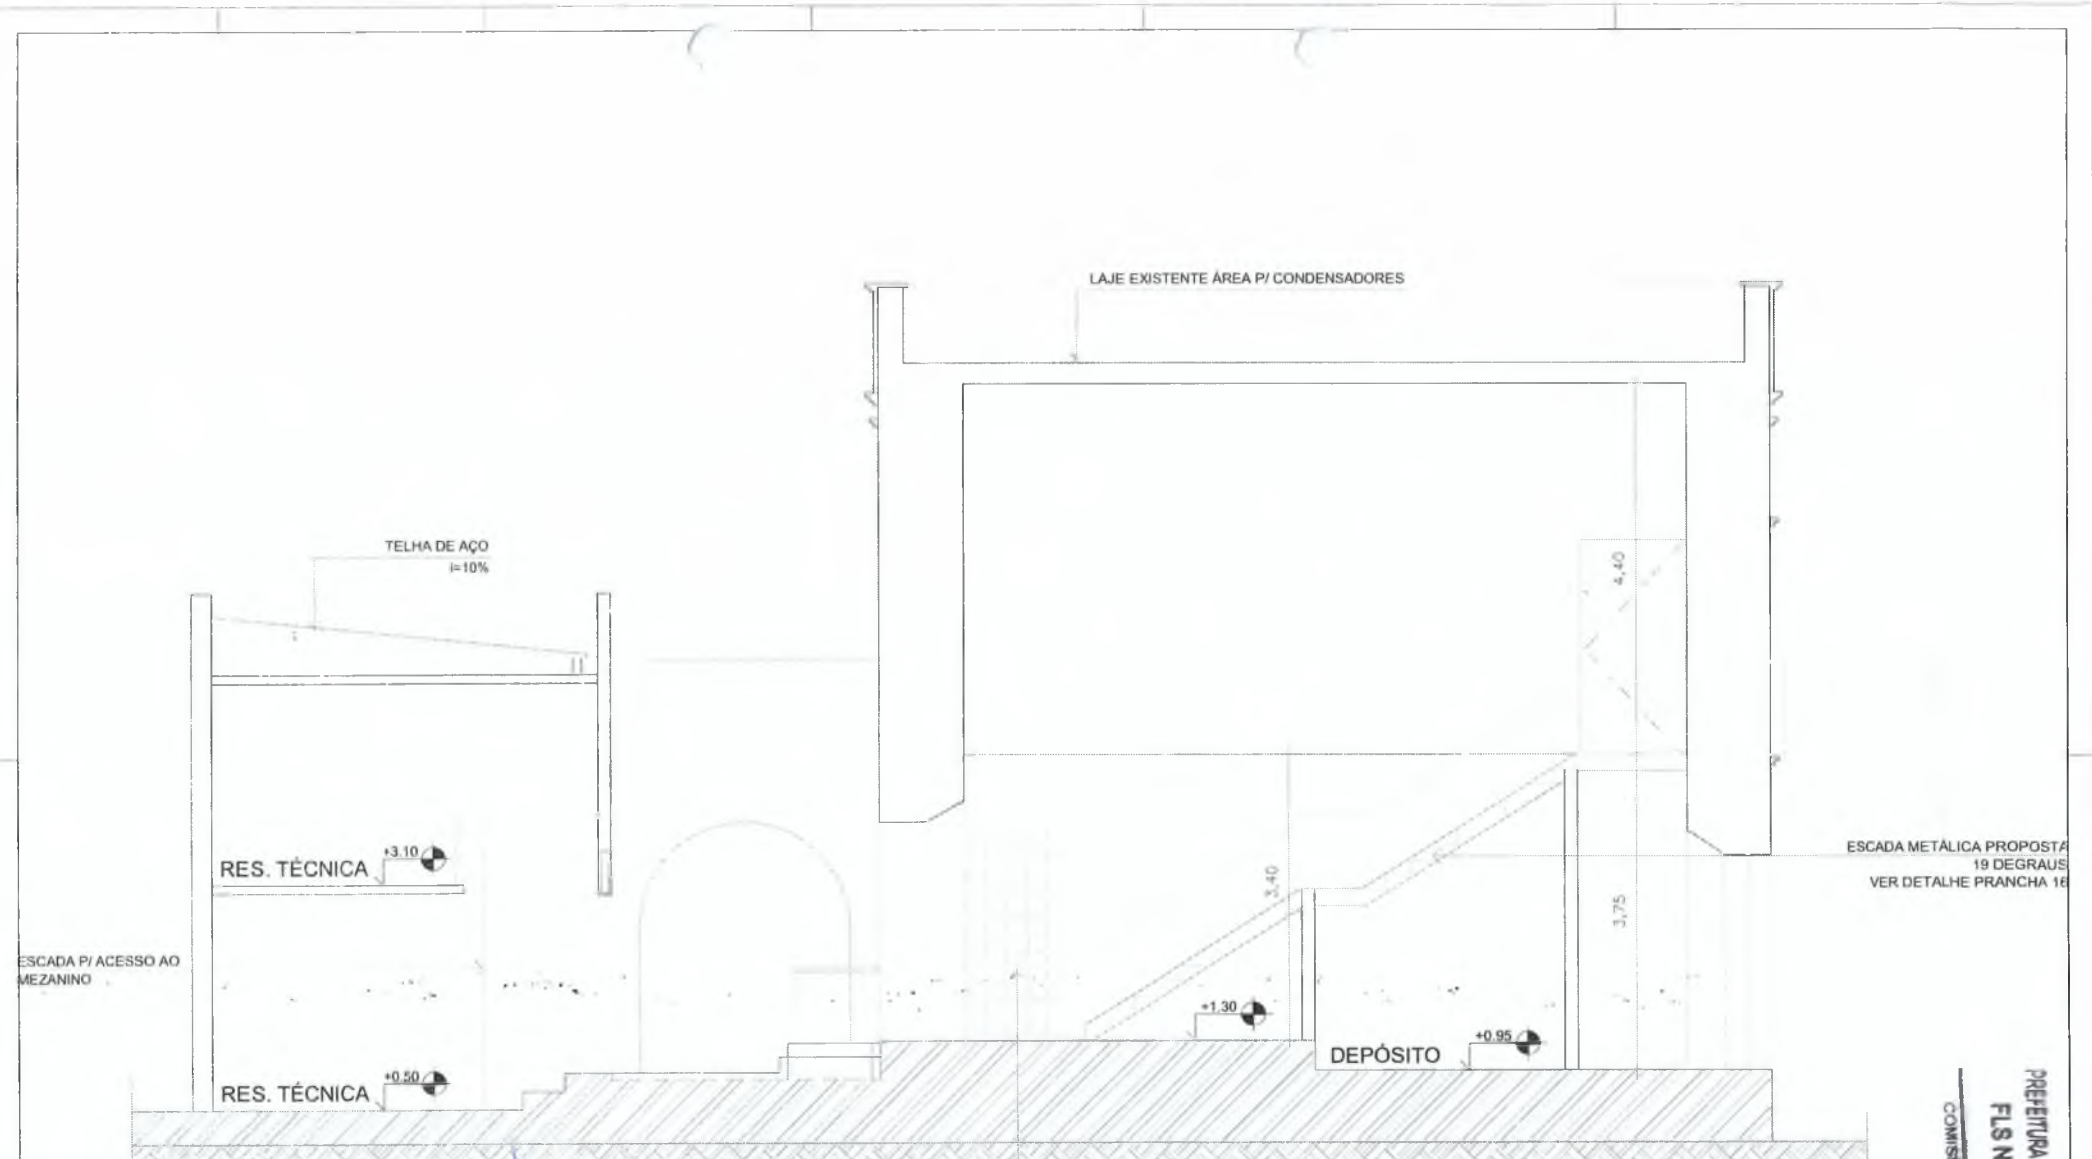 LAJE EXISTENTE ÁREA P/ CONDENSADORES
TELHA DE AÇO
i=10%
i
4,40
+3.10
RES. TÉCNICA
3,40
ESCADA METÁLICA PROPOSTA
19 DEGRAUS
VER DETALHE PRANCHA 16
3,75
ESCADA P/ ACESSO AO
MEZANINO
+1.30
+0.95
DEPÓSITO
+0.50
RES. TÉCNICA
PREFEITURA
FLS N
COMIS